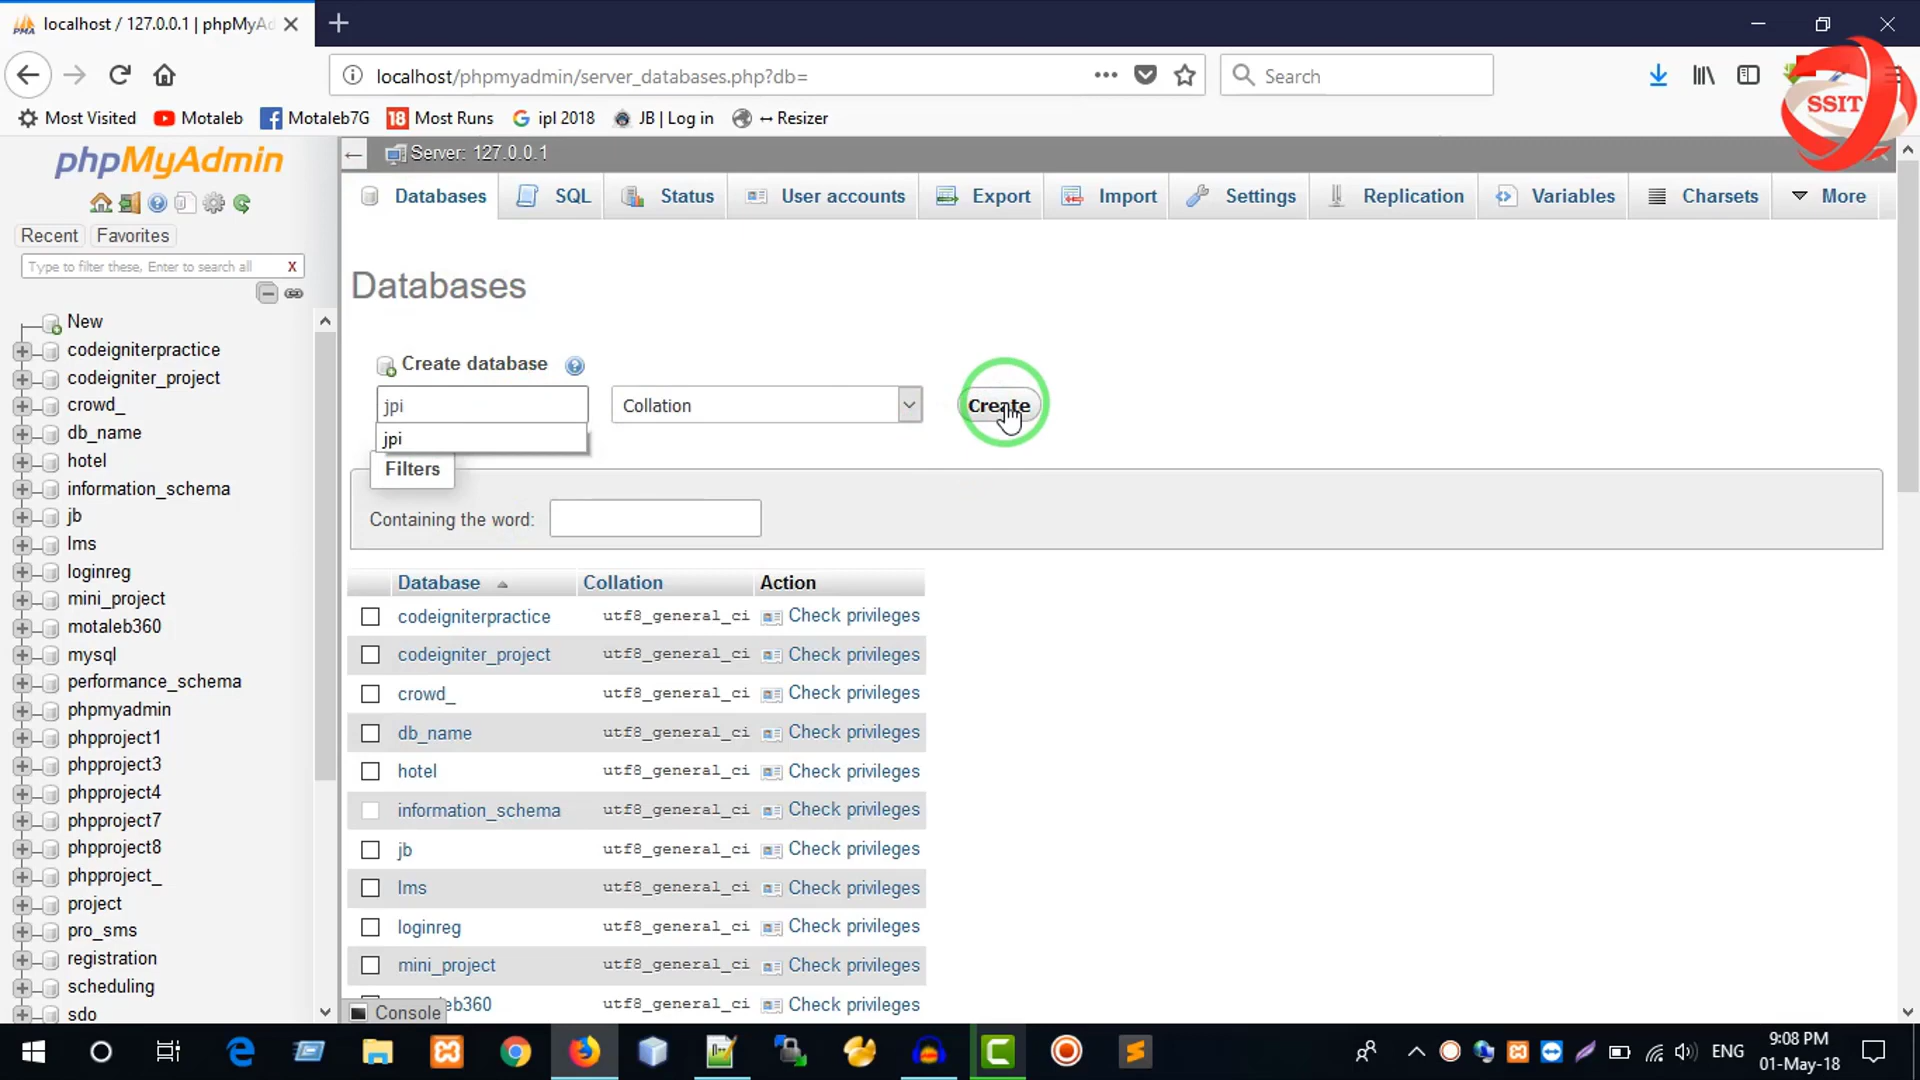 localhost / 127.0.0.1 | phpMyAd
localhost/phpmyadmin/server_databases.php?db=
Search
Most Visited
Motaleb
Motaleb7G
18 Most Runs
ipl 2018
JB | Log in
↔ Resizer
SSIT
phpMyAdmin
Server: 127.0.0.1
Databases
SQL
Status
User accounts
Export
Import
Settings
Replication
Variables
Charsets
More
Recent
Favorites
Type to filter these, Enter to search all
X
New
codeigniterpractice
codeigniter_project
crowd_
db_name
hotel
information_schema
jb
lms
loginreg
mini_project
motaleb360
mysql
performance_schema
phpmyadmin
phpproject1
phpproject3
phpproject4
phpproject7
phpproject8
phpproject_
project
pro_sms
registration
scheduling
sdo
Databases
Create database
jpi
Collation
Create
jpi
Filters
Containing the word:
Database Collation Action
codeigniterpractice utf8_general_ci Check privileges
codeigniter_project utf8_general_ci Check privileges
crowd_ utf8_general_ci Check privileges
db_name utf8_general_ci Check privileges
hotel utf8_general_ci Check privileges
information_schema utf8_general_ci Check privileges
jb utf8_general_ci Check privileges
lms utf8_general_ci Check privileges
loginreg utf8_general_ci Check privileges
mini_project utf8_general_ci Check privileges
eb360 utf8_general_ci Check privileges
Console
ENG
9:08 PM
01-May-18